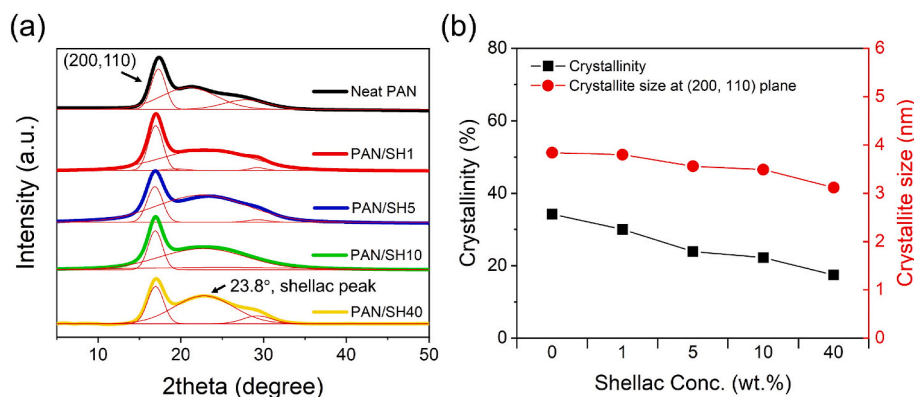 (a)
(200,110)
Neat PAN
PAN/SH1
PAN/SH5
PAN/SH10
23.8°, shellac peak
PAN/SH40
Intensity (a.u.)
10 20 30 40 50
2theta (degree)
(b)
Crystallinity
Crystallite size at (200, 110) plane
80
60
40
20
0
Crystallinity (%)
6
5
4
3
2
1
0
Crystallite size (nm)
0 1 5 10 40
Shellac Conc. (wt.%)